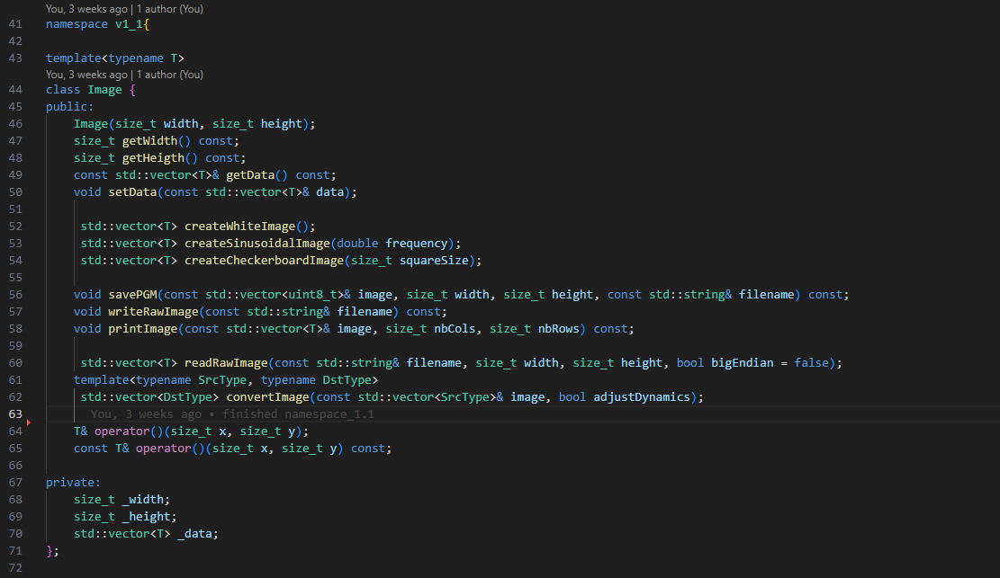 You, 3 weeks ago | 1 author (You)
41 namespace v1_1{
42
43 template<typename T>
You, 3 weeks ago | 1 author (You)
44 class Image {
45 public:
46     Image(size_t width, size_t height);
47     size_t getWidth() const;
48     size_t getHeigth() const;
49     const std::vector<T>& getData() const;
50     void setData(const std::vector<T>& data);
51
52      std::vector<T> createWhiteImage();
53      std::vector<T> createSinusoidalImage(double frequency);
54      std::vector<T> createCheckerboardImage(size_t squareSize);
55
56     void savePGM(const std::vector<uint8_t>& image, size_t width, size_t height, const std::string& filename) const;
57     void writeRawImage(const std::string& filename) const;
58     void printImage(const std::vector<T>& image, size_t nbCols, size_t nbRows) const;
59
60      std::vector<T> readRawImage(const std::string& filename, size_t width, size_t height, bool bigEndian = false);
61     template<typename SrcType, typename DstType>
62      std::vector<DstType> convertImage(const std::vector<SrcType>& image, bool adjustDynamics);
63      You, 3 weeks ago • finished namespace_1.1
64     T& operator()(size_t x, size_t y);
65     const T& operator()(size_t x, size_t y) const;
66
67 private:
68     size_t _width;
69     size_t _height;
70     std::vector<T> _data;
71 };
72